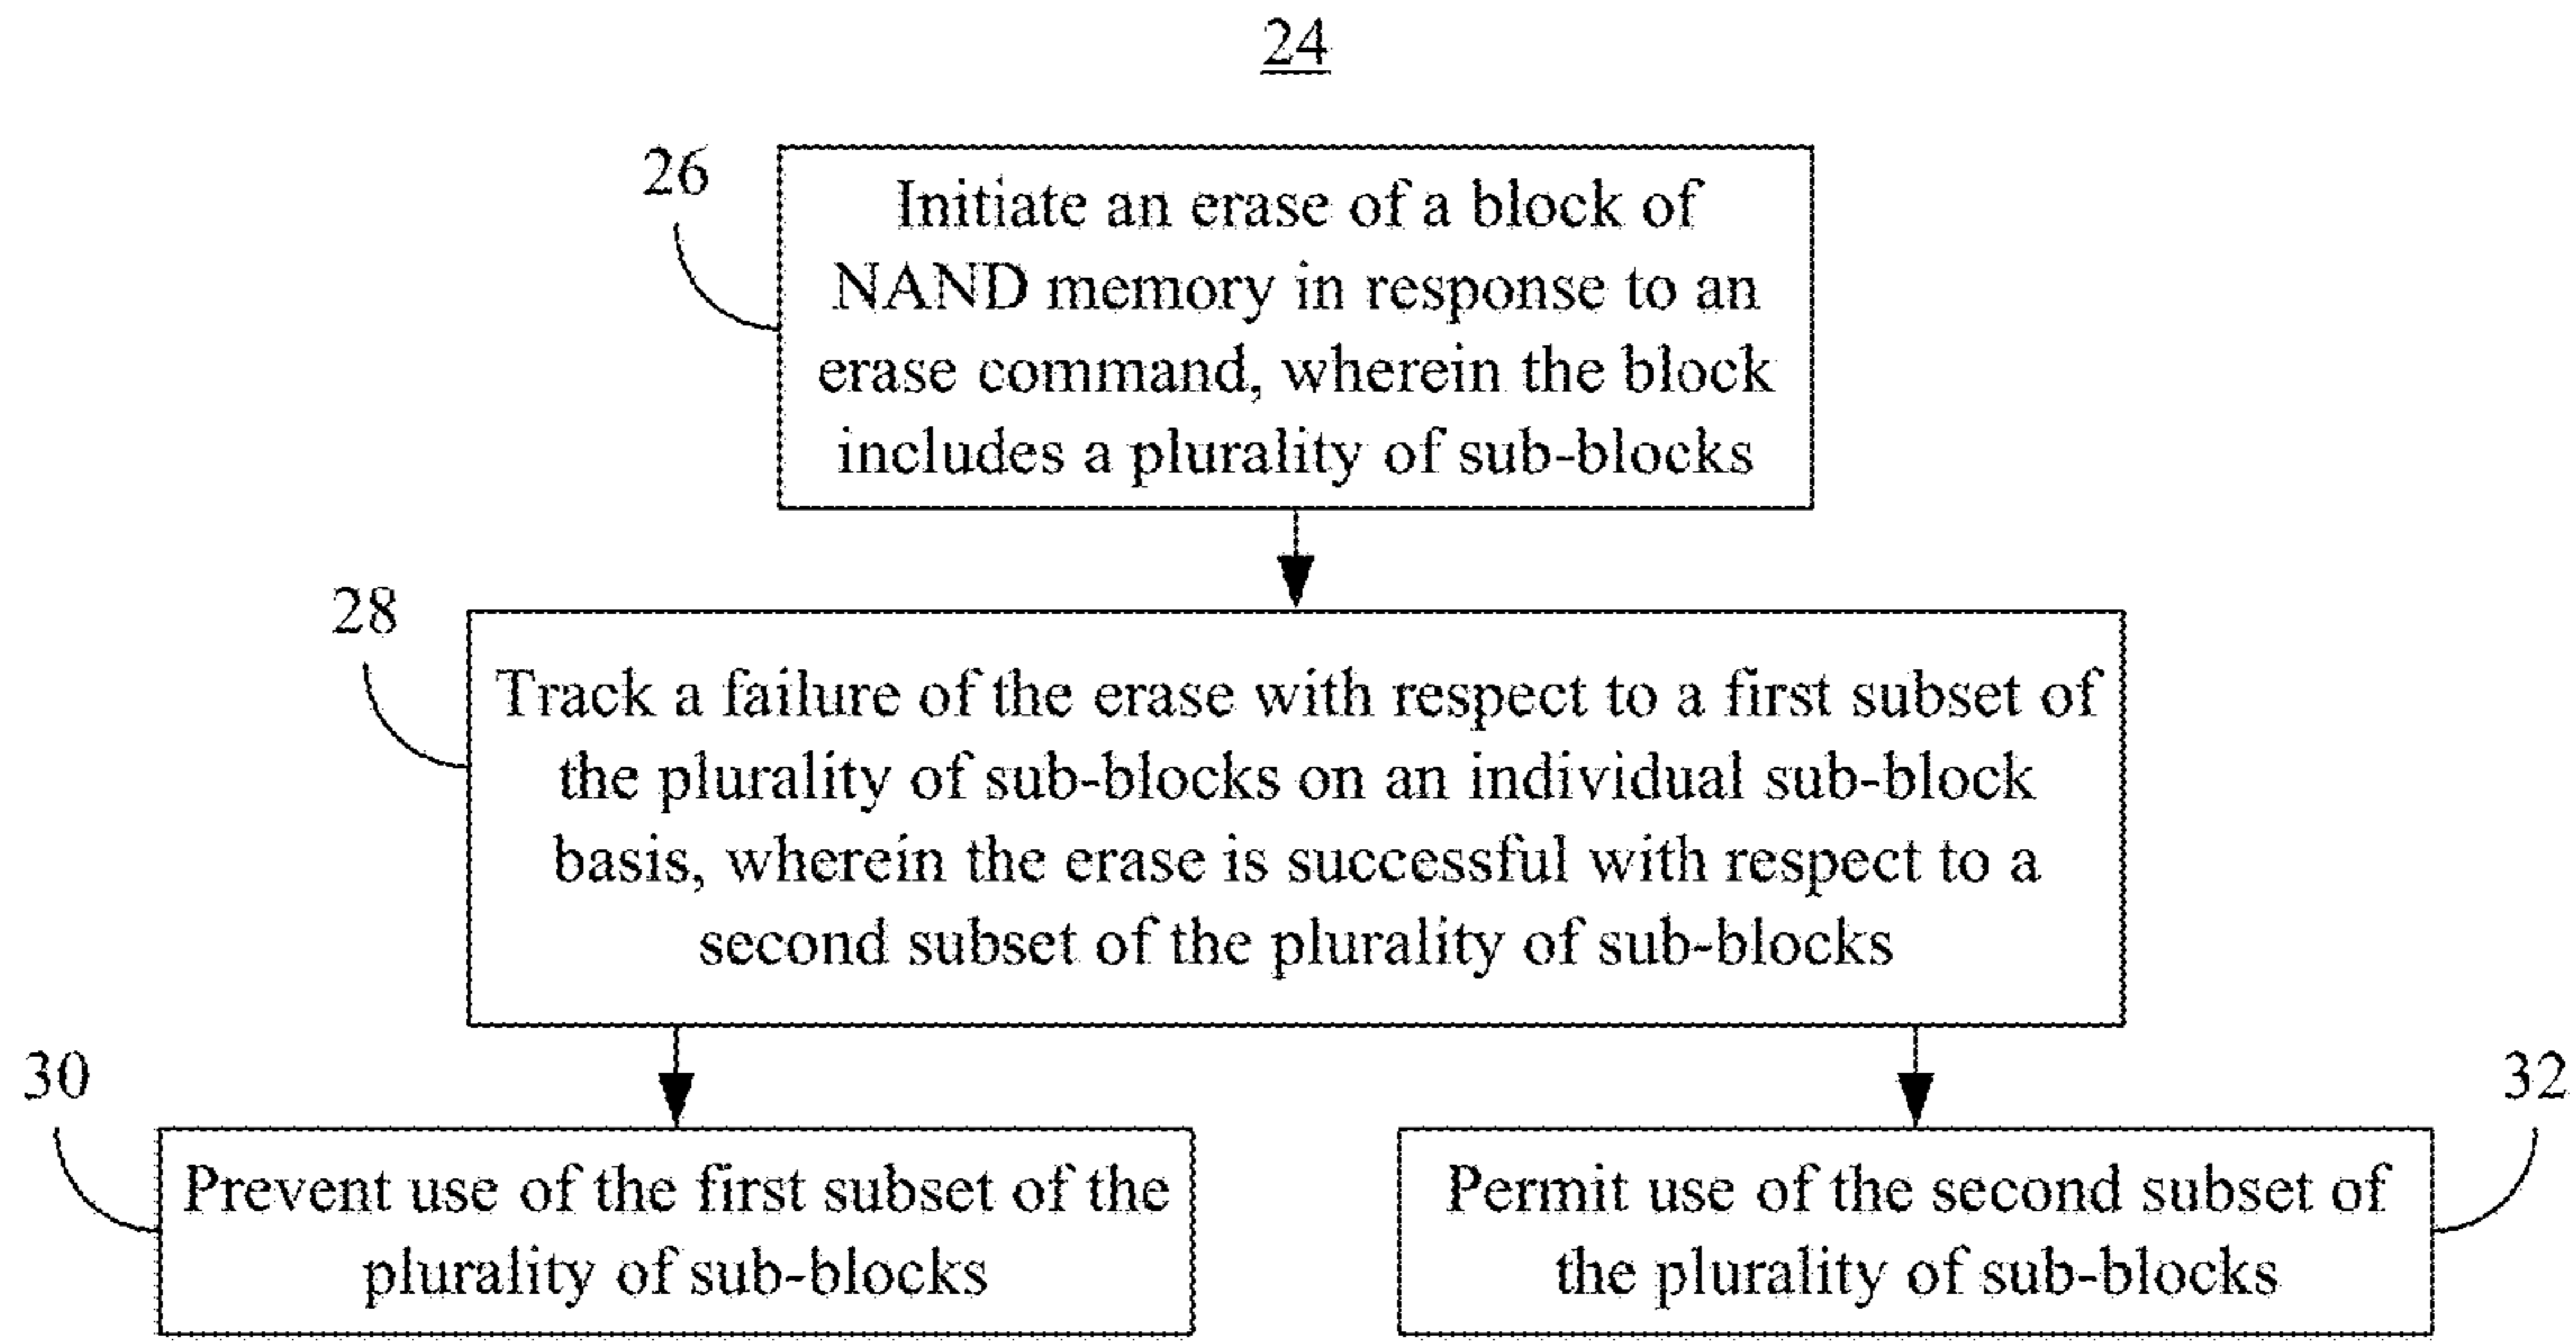 24
26
Initiate an erase of a block of
NAND memory in response to an
erase command, wherein the block
includes a plurality of sub-blocks
28
Track a failure of the erase with respect to a first subset of
the plurality of sub-blocks on an individual sub-block
basis, wherein the erase is successful with respect to a
second subset of the plurality of sub-blocks
30
Prevent use of the first subset of the
plurality of sub-blocks
32
Permit use of the second subset of
the plurality of sub-blocks